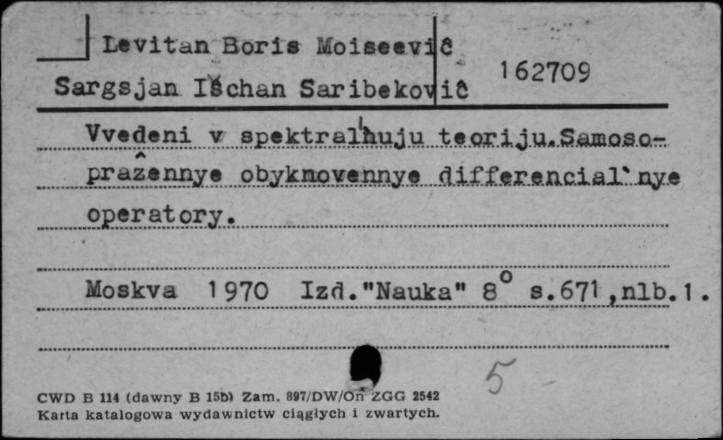 Levitan Boris Moiseevič
Sargsjan Išchan Saribekovič
162709
Vvedeni v spektral'nuju teoriju.Samoso-
pražennye obyknovennye differencial'nye
operatory.
Moskva 1970 Izd."Nauka" 8° s.671,nlb.1.
5
CWD B 114 (dawny B 15b) Zam. 897/DW/On ZGG 2542
Karta katalogowa wydawnictw ciągłych i zwartych.